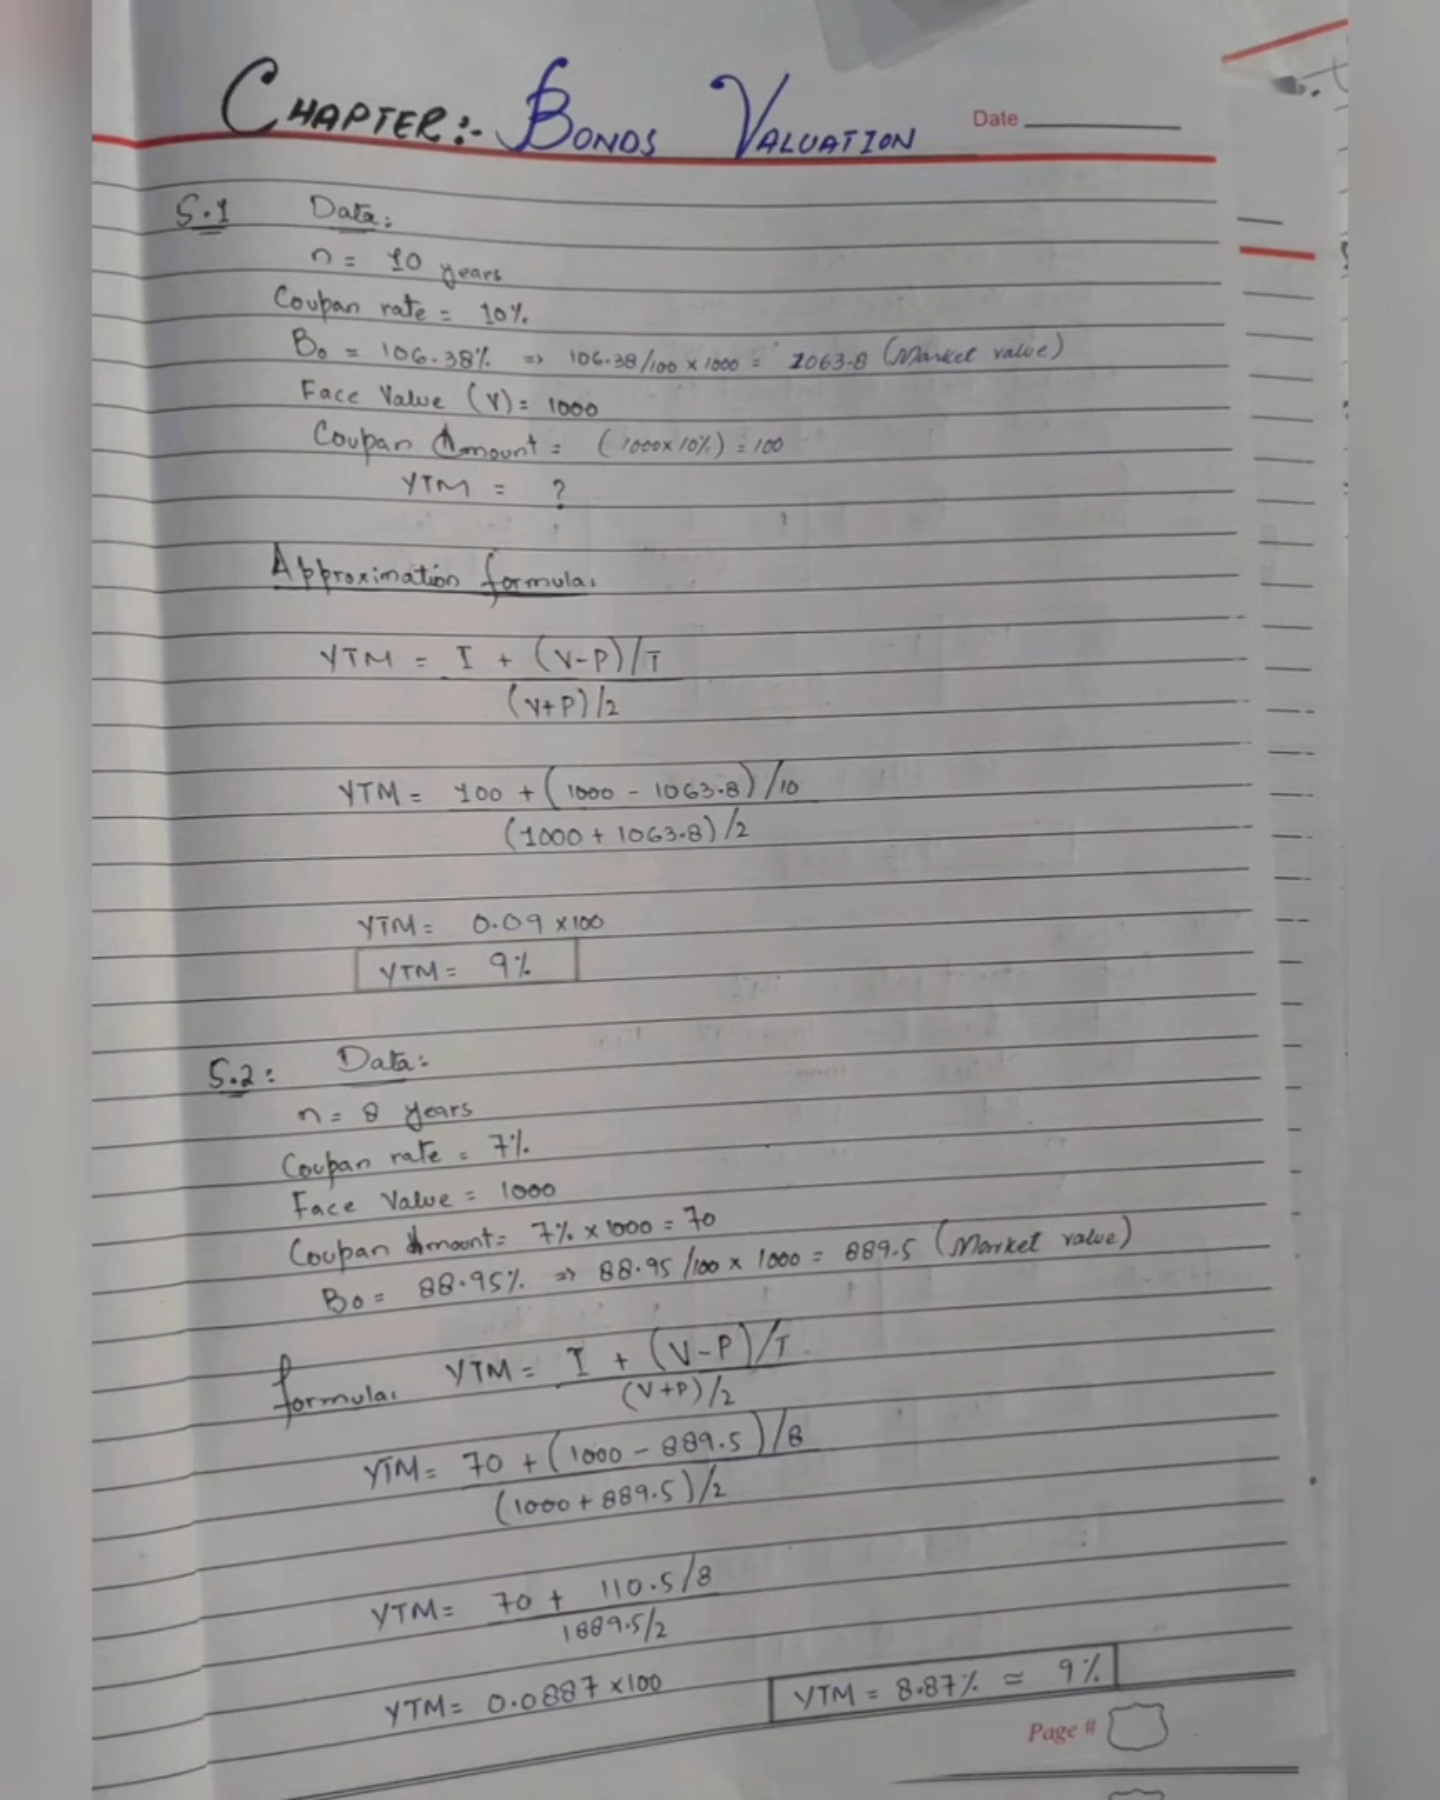 CHAPTER:- BONDS VALUATION
Date
5.1 Data:
n = 10 years
Coupan rate = 10%
Bo = 106.38% => 106.38/100 x 1000 = 1063.8 (Market value)
Face Value (V) = 1000
Coupan Amount = (1000x10%) = 100
YTM = ?
Approximation formula:
YTM = I + (V-P)/T
(V+P)/2
YTM = 100 + (1000 - 1063.8)/10
(1000 + 1063.8)/2
YTM = 0.09 x100
YTM = 9%
5.2: Data:
n = 8 years
Coupan rate = 7%
Face Value = 1000
Coupan Amount = 7% x 1000 = 70
Bo = 88.95% => 88.95/100 x 1000 = 889.5 (Market value)
formula: YTM = I + (V-P)/T
(V+P)/2
YTM = 70 + (1000 - 889.5)/8
(1000 + 889.5)/2
YTM = 70 + 110.5/8
1889.5/2
YTM = 0.0887 x100
YTM = 8.87% ≃ 9%
Page #